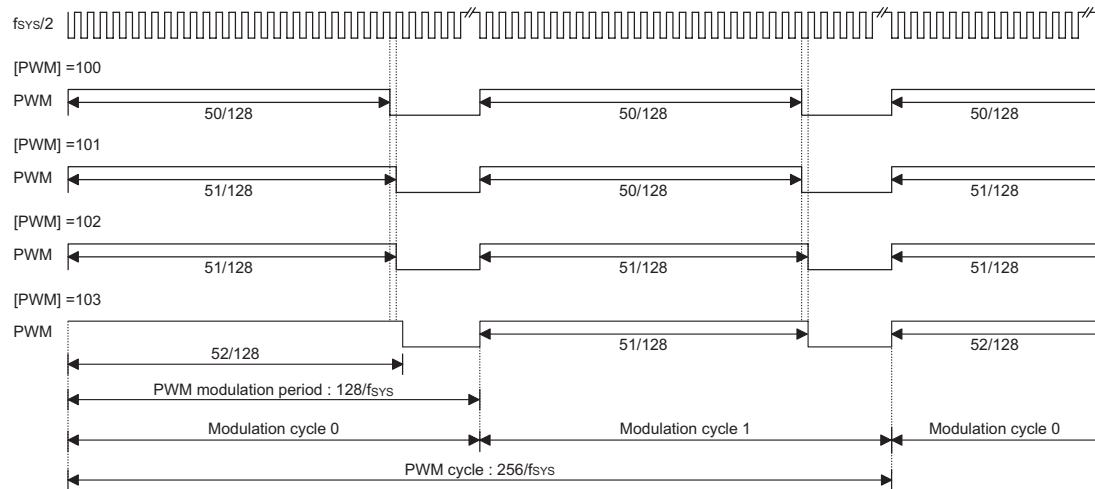 fSYS/2
[PWM] =100
PWM
50/128 50/128 50/128
[PWM] =101
PWM
51/128 50/128 51/128
[PWM] =102
PWM
51/128 51/128 51/128
[PWM] =103
PWM
52/128 51/128 52/128
PWM modulation period : 128/fSYS
Modulation cycle 0 Modulation cycle 1 Modulation cycle 0
PWM cycle : 256/fSYS